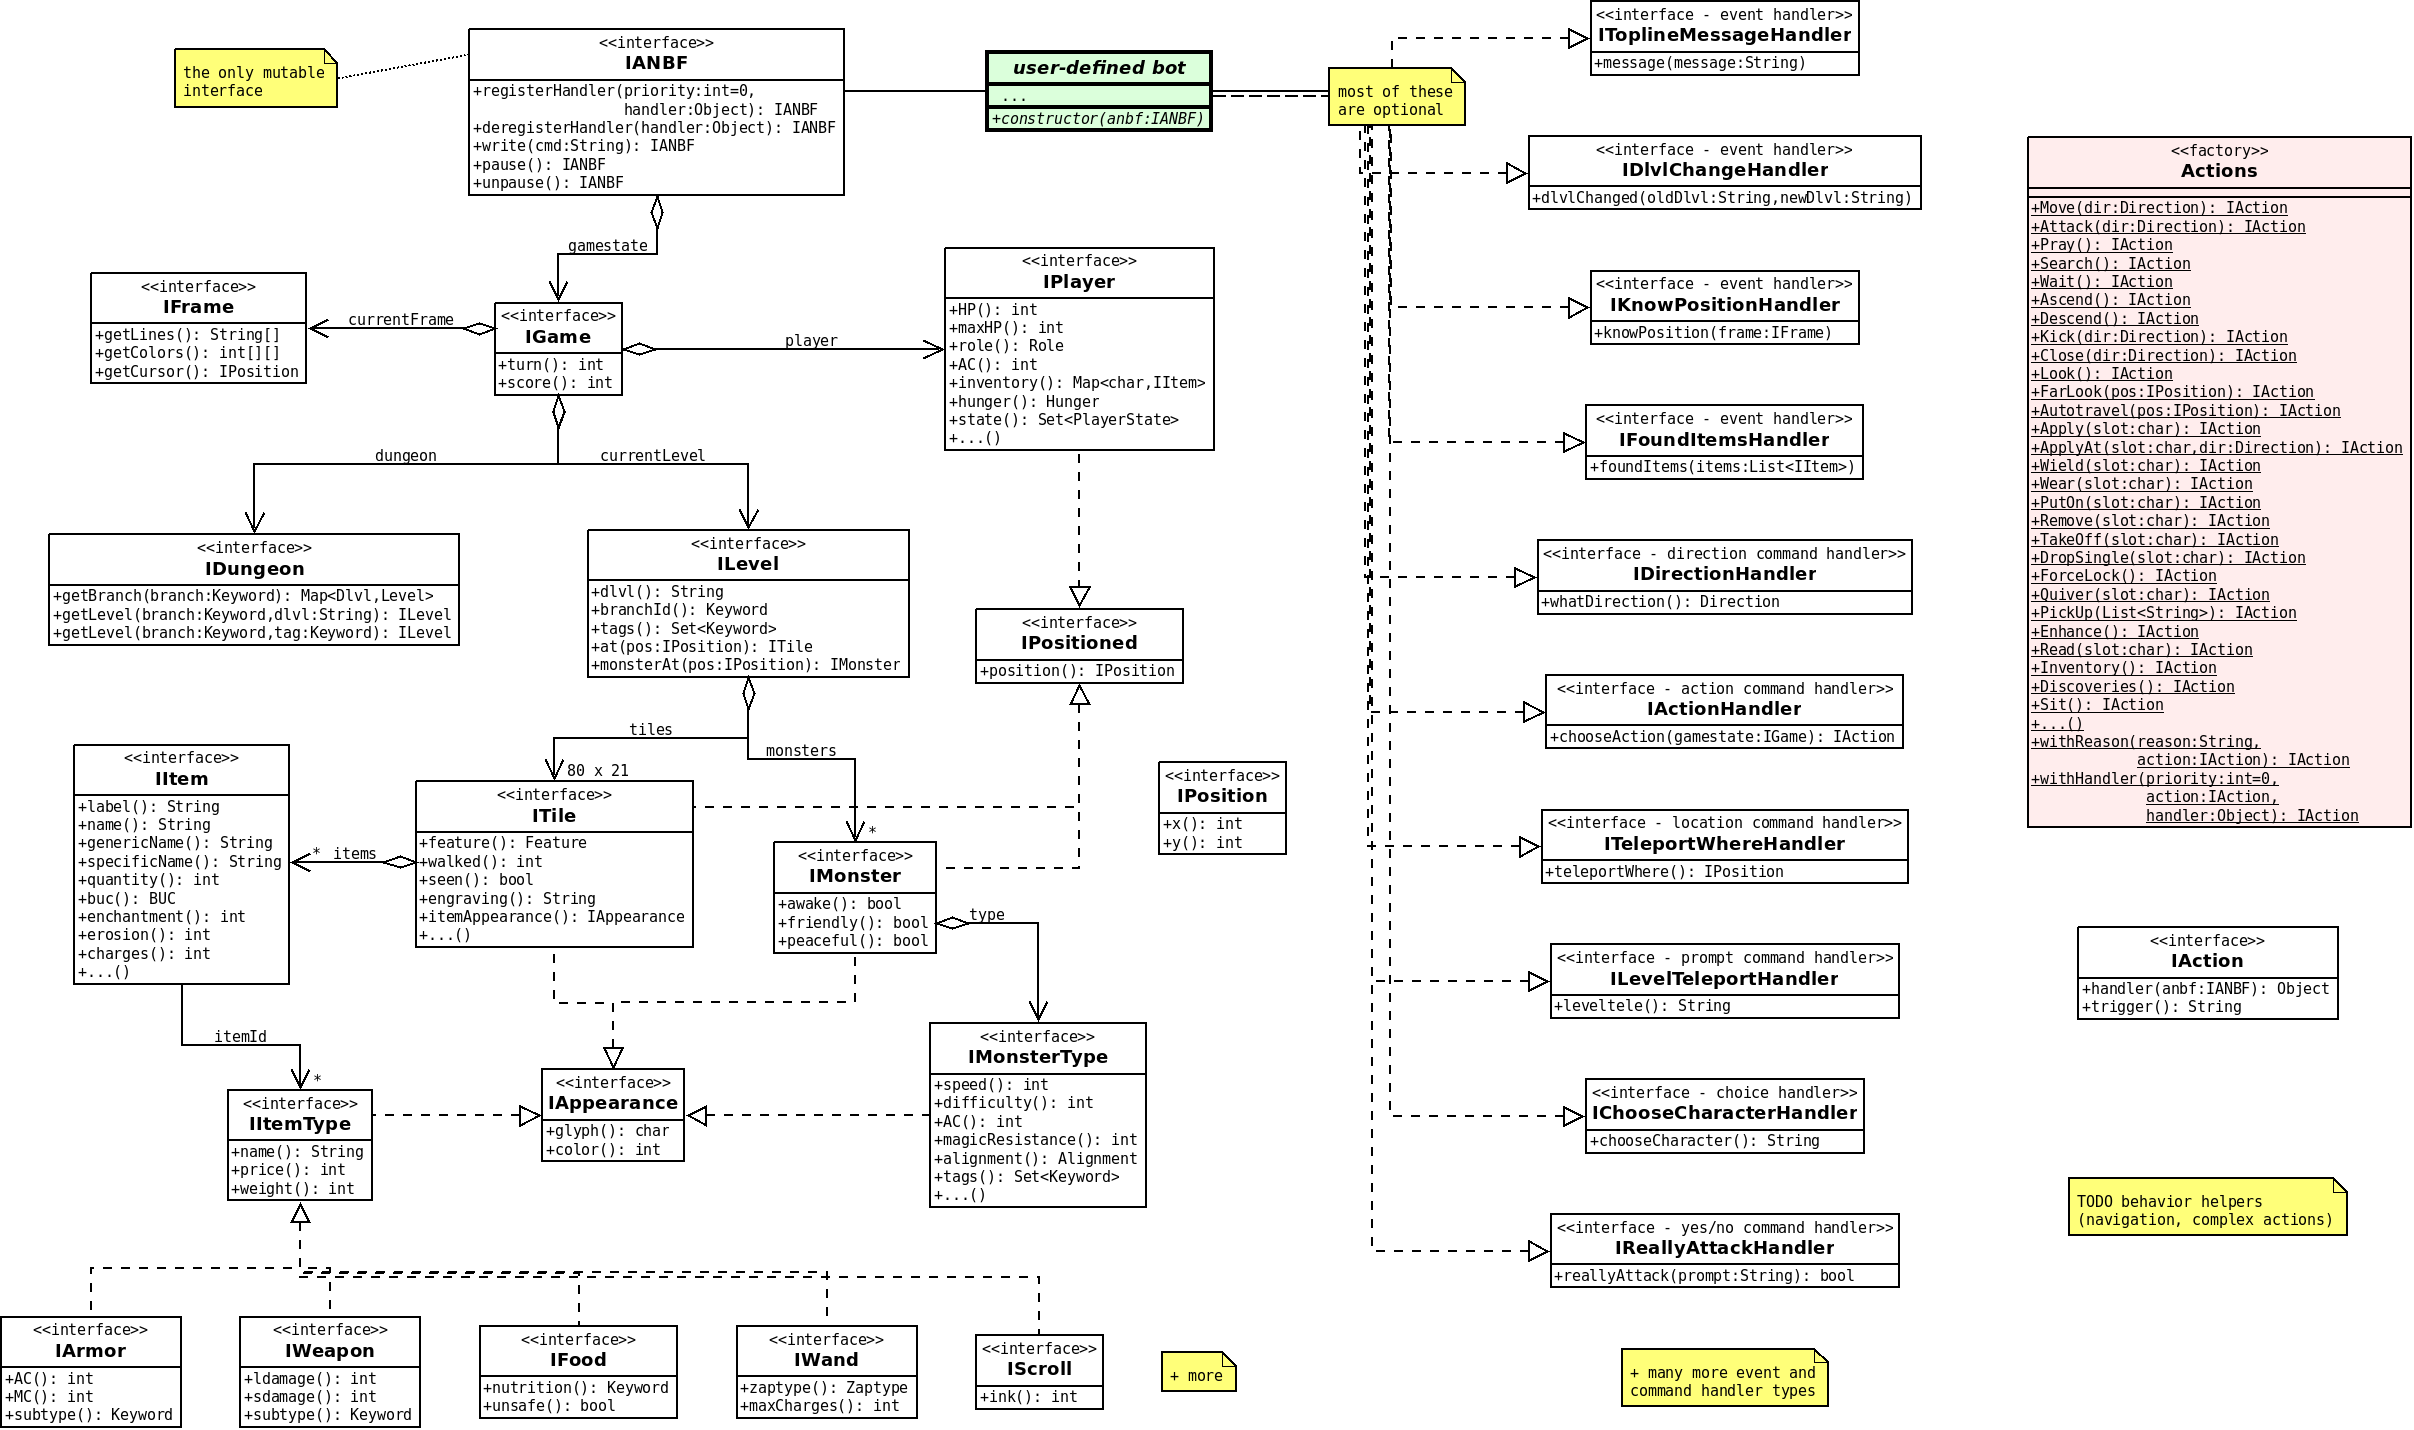 the only mutable
interface
<<interface>>
IANBF
+registerHandler(priority:int=0,
handler:Object): IANBF
+deregisterHandler(handler:Object): IANBF
+write(cmd:String): IANBF
+pause(): IANBF
+unpause(): IANBF
user-defined bot
...
+constructor(anbf:IANBF)
most of these
are optional
gamestate
<<interface>>
IFrame
+getLines(): String[]
+getColors(): int[][]
+getCursor(): IPosition
currentFrame
<<interface>>
IGame
+turn(): int
+score(): int
player
<<interface>>
IPlayer
+HP(): int
+maxHP(): int
+role(): Role
+AC(): int
+inventory(): Map<char,IItem>
+hunger(): Hunger
+state(): Set<PlayerState>
+...()
dungeon
currentLevel
<<interface>>
IDungeon
+getBranch(branch:Keyword): Map<Dlvl,Level>
+getLevel(branch:Keyword,dlvl:String): ILevel
+getLevel(branch:Keyword,tag:Keyword): ILevel
<<interface>>
ILevel
+dlvl(): String
+branchId(): Keyword
+tags(): Set<Keyword>
+at(pos:IPosition): ITile
+monsterAt(pos:IPosition): IMonster
<<interface>>
IPositioned
+position(): IPosition
tiles
monsters
80 x 21
*
<<interface>>
IItem
+label(): String
+name(): String
+genericName(): String
+specificName(): String
+quantity(): int
+buc(): BUC
+enchantment(): int
+erosion(): int
+charges(): int
+...()
* items
<<interface>>
ITile
+feature(): Feature
+walked(): int
+seen(): bool
+engraving(): String
+itemAppearance(): IAppearance
+...()
<<interface>>
IMonster
+awake(): bool
+friendly(): bool
+peaceful(): bool
type
<<interface>>
IPosition
+x(): int
+y(): int
itemId
*
<<interface>>
IItemType
+name(): String
+price(): int
+weight(): int
<<interface>>
IAppearance
+glyph(): char
+color(): int
<<interface>>
IMonsterType
+speed(): int
+difficulty(): int
+AC(): int
+magicResistance(): int
+alignment(): Alignment
+tags(): Set<Keyword>
+...()
<<interface>>
IArmor
+AC(): int
+MC(): int
+subtype(): Keyword
<<interface>>
IWeapon
+ldamage(): int
+sdamage(): int
+subtype(): Keyword
<<interface>>
IFood
+nutrition(): Keyword
+unsafe(): bool
<<interface>>
IWand
+zaptype(): Zaptype
+maxCharges(): int
<<interface>>
IScroll
+ink(): int
+ more
<<interface - event handler>>
IToplineMessageHandler
+message(message:String)
<<interface - event handler>>
IDlvlChangeHandler
+dlvlChanged(oldDlvl:String,newDlvl:String)
<<interface - event handler>>
IKnowPositionHandler
+knowPosition(frame:IFrame)
<<interface - event handler>>
IFoundItemsHandler
+foundItems(items:List<IItem>)
<<interface - direction command handler>>
IDirectionHandler
+whatDirection(): Direction
<<interface - action command handler>>
IActionHandler
+chooseAction(gamestate:IGame): IAction
<<interface - location command handler>>
ITeleportWhereHandler
+teleportWhere(): IPosition
<<interface - prompt command handler>>
ILevelTeleportHandler
+leveltele(): String
<<interface - choice handler>>
IChooseCharacterHandler
+chooseCharacter(): String
<<interface - yes/no command handler>>
IReallyAttackHandler
+reallyAttack(prompt:String): bool
+ many more event and
command handler types
<<factory>>
Actions
+Move(dir:Direction): IAction
+Attack(dir:Direction): IAction
+Pray(): IAction
+Search(): IAction
+Wait(): IAction
+Ascend(): IAction
+Descend(): IAction
+Kick(dir:Direction): IAction
+Close(dir:Direction): IAction
+Look(): IAction
+FarLook(pos:IPosition): IAction
+Autotravel(pos:IPosition): IAction
+Apply(slot:char): IAction
+ApplyAt(slot:char,dir:Direction): IAction
+Wield(slot:char): IAction
+Wear(slot:char): IAction
+PutOn(slot:char): IAction
+Remove(slot:char): IAction
+TakeOff(slot:char): IAction
+DropSingle(slot:char): IAction
+ForceLock(): IAction
+Quiver(slot:char): IAction
+PickUp(List<String>): IAction
+Enhance(): IAction
+Read(slot:char): IAction
+Inventory(): IAction
+Discoveries(): IAction
+Sit(): IAction
+...()
+withReason(reason:String,
action:IAction): IAction
+withHandler(priority:int=0,
action:IAction,
handler:Object): IAction
<<interface>>
IAction
+handler(anbf:IANBF): Object
+trigger(): String
TODO behavior helpers
(navigation, complex actions)